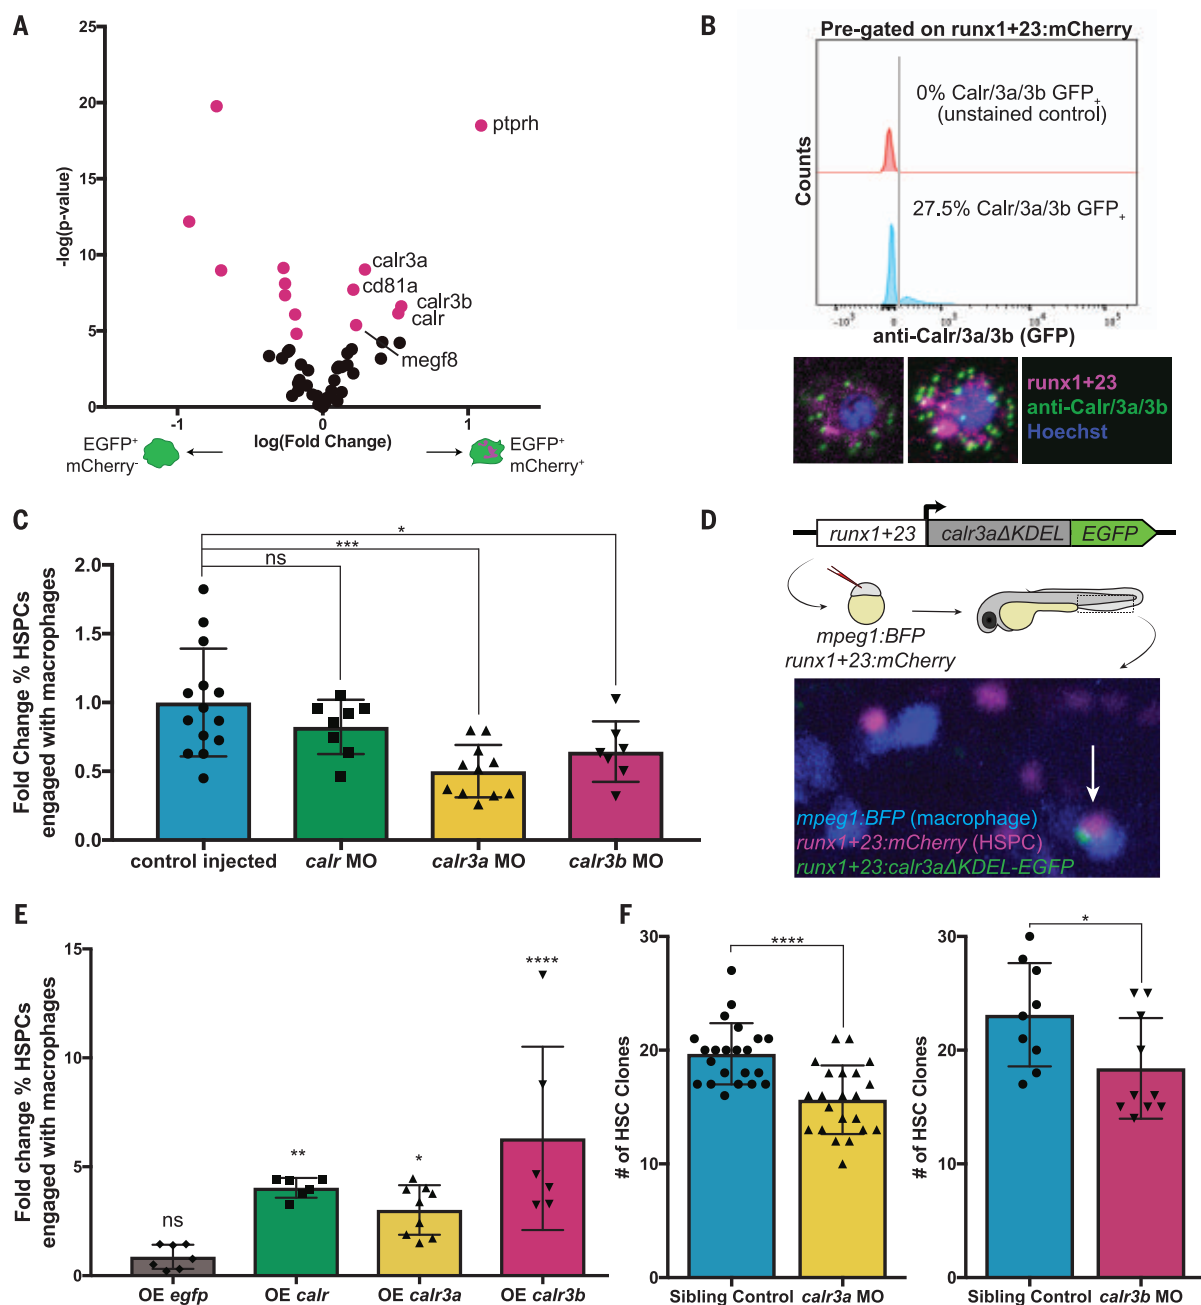 A
25
20
15
10
5
0
-log(p-value)
ptprh
calr3a
cd81a
calr3b
calr
megf8
-1
0
1
log(Fold Change)
EGFP+
mCherry-
EGFP+
mCherry+
B
Pre-gated on runx1+23:mCherry
0% Calr/3a/3b GFP+
(unstained control)
27.5% Calr/3a/3b GFP+
Counts
-10³
0
10³
10⁴
10⁵
anti-Calr/3a/3b (GFP)
runx1+23
anti-Calr/3a/3b
Hoechst
C
Fold Change % HSPCs
engaged with macrophages
2.0
1.5
1.0
0.5
0.0
*
***
ns
control injected
calr MO
calr3a MO
calr3b MO
D
runx1+23
calr3aΔKDEL
EGFP
mpeg1:BFP
runx1+23:mCherry
mpeg1:BFP (macrophage)
runx1+23:mCherry (HSPC)
runx1+23:calr3aΔKDEL-EGFP
E
Fold change % HSPCs
engaged with macrophages
15
10
5
0
ns
**
*
****
OE egfp
OE calr
OE calr3a
OE calr3b
F
# of HSC Clones
30
20
10
0
****
Sibling Control
calr3a MO
# of HSC Clones
30
20
10
0
*
Sibling Control
calr3b MO